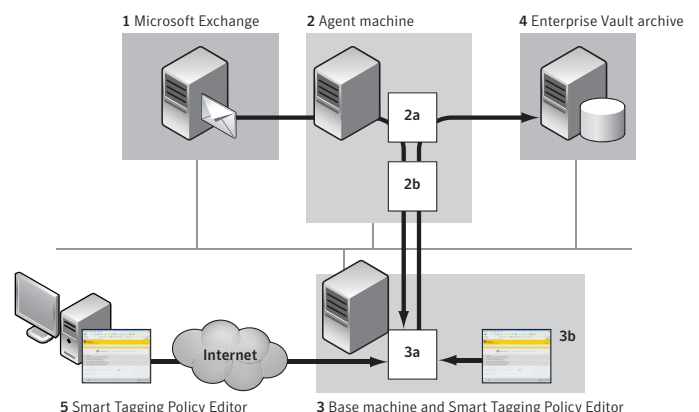 1 Microsoft Exchange
2 Agent machine
4 Enterprise Vault archive
2a
2b
Internet
3a
3b
5 Smart Tagging Policy Editor
3 Base machine and Smart Tagging Policy Editor